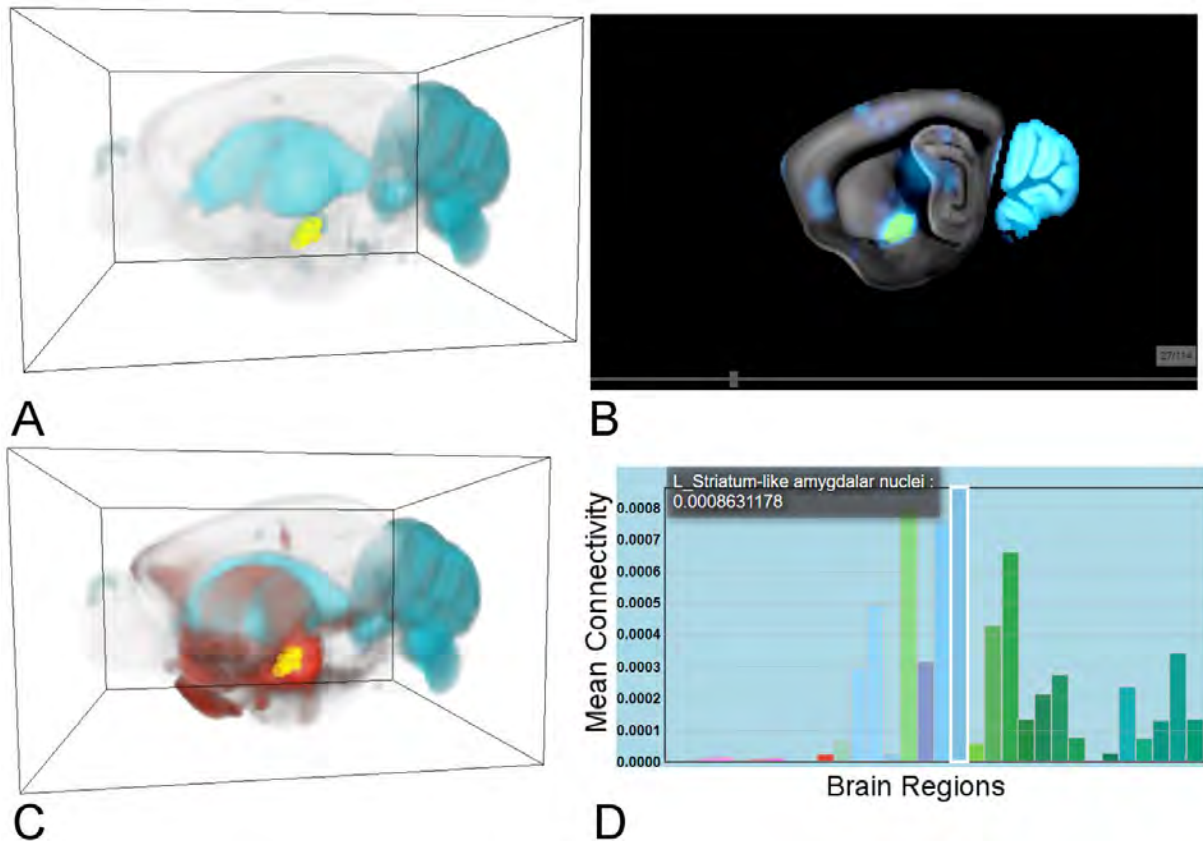 27/114
A
B
L_Striatum-like amygdalar nuclei :
0.0008631178
Mean Connectivity
0.0008
0.0007
0.0006
0.0005
0.0004
0.0003
0.0002
0.0001
0.0000
Brain Regions
C
D